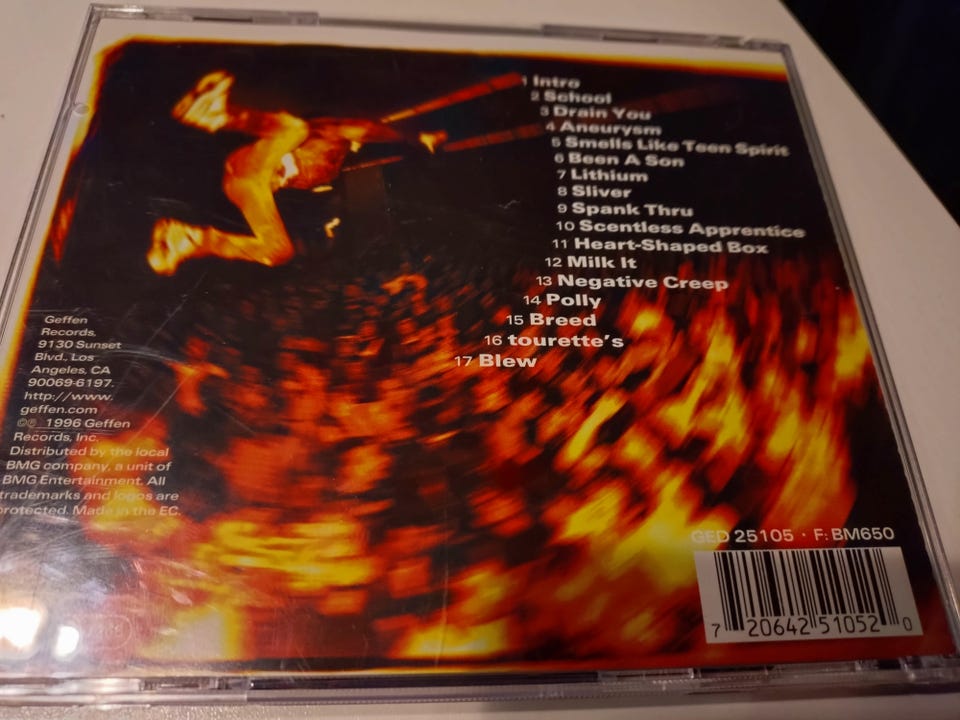 1 Intro
2 School
3 Drain You
4 Aneurysm
5 Smells Like Teen Spirit
6 Been A Son
7 Lithium
8 Sliver
9 Spank Thru
10 Scentless Apprentice
11 Heart-Shaped Box
12 Milk It
13 Negative Creep
14 Polly
15 Breed
16 tourette's
17 Blew
Geffen
Records,
9130 Sunset
Blvd., Los
Angeles, CA
90069-6197.
http://www.
geffen.com
©℗ 1996 Geffen
Records, Inc.
Distributed by the local
BMG company, a unit of
BMG Entertainment. All
trademarks and logos are
protected. Made in the EC.
GED 25105 · F: BM650
7 20642 51052 0